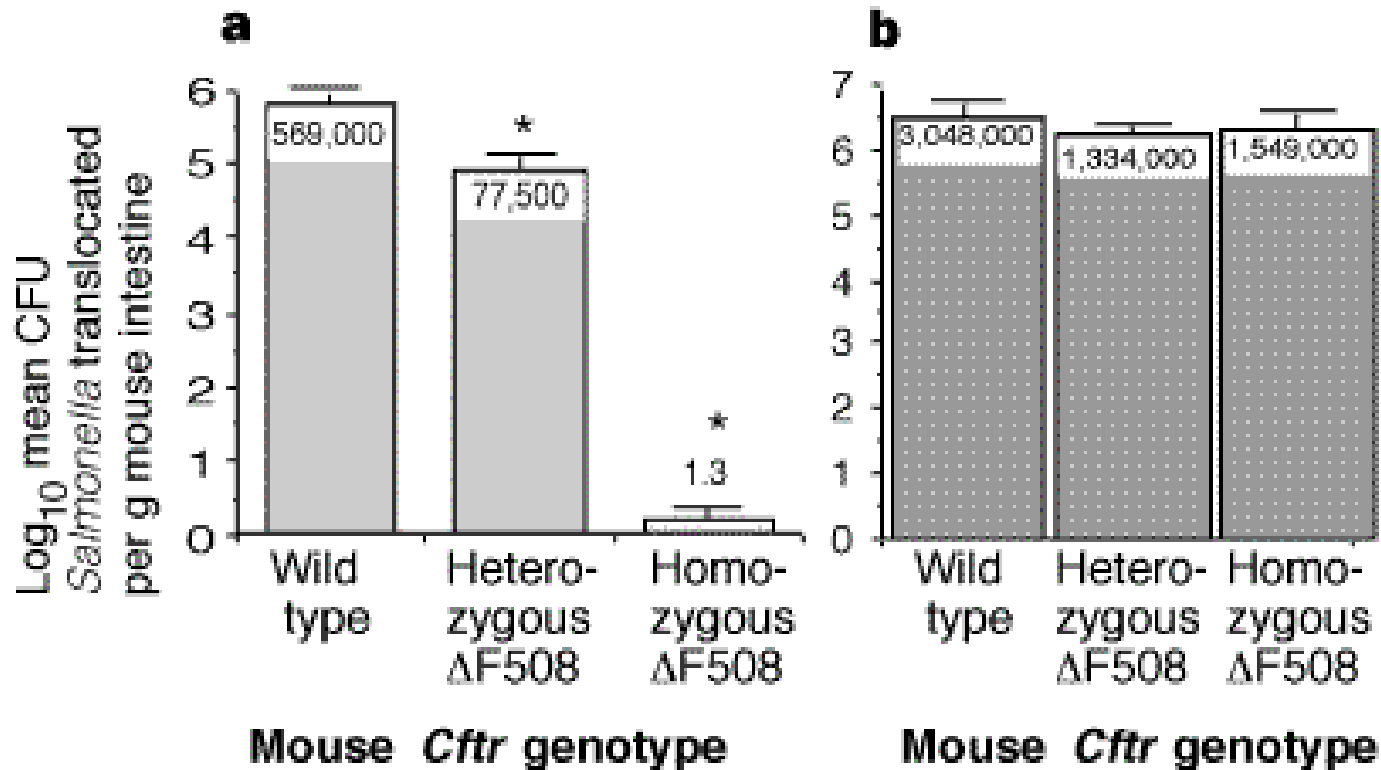 a
Log10 mean CFU
Salmonella translocated
per g mouse intestine
6
5
4
3
2
1
0
569,000
*
77,500
*
1.3
Wild
type
Hetero-
zygous
ΔF508
Homo-
zygous
ΔF508
Mouse Cftr genotype
b
7
6
5
4
3
2
1
0
3,048,000
1,334,000
1,549,000
Wild
type
Hetero-
zygous
ΔF508
Homo-
zygous
ΔF508
Mouse Cftr genotype